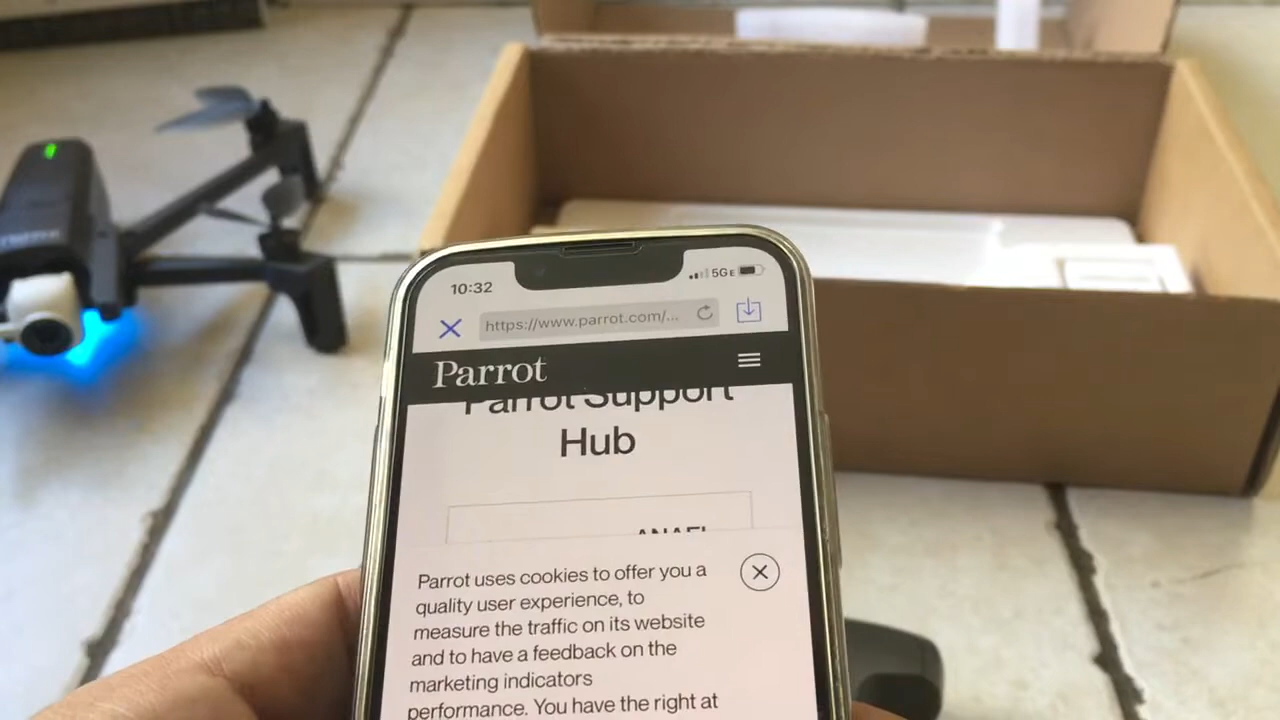 10:32
5GE
https://www.parrot.com/...
Parrot
Parrot Support
Hub
ANAFI
Parrot uses cookies to offer you a
quality user experience, to
measure the traffic on its website
and to have a feedback on the
marketing indicators
performance. You have the right at